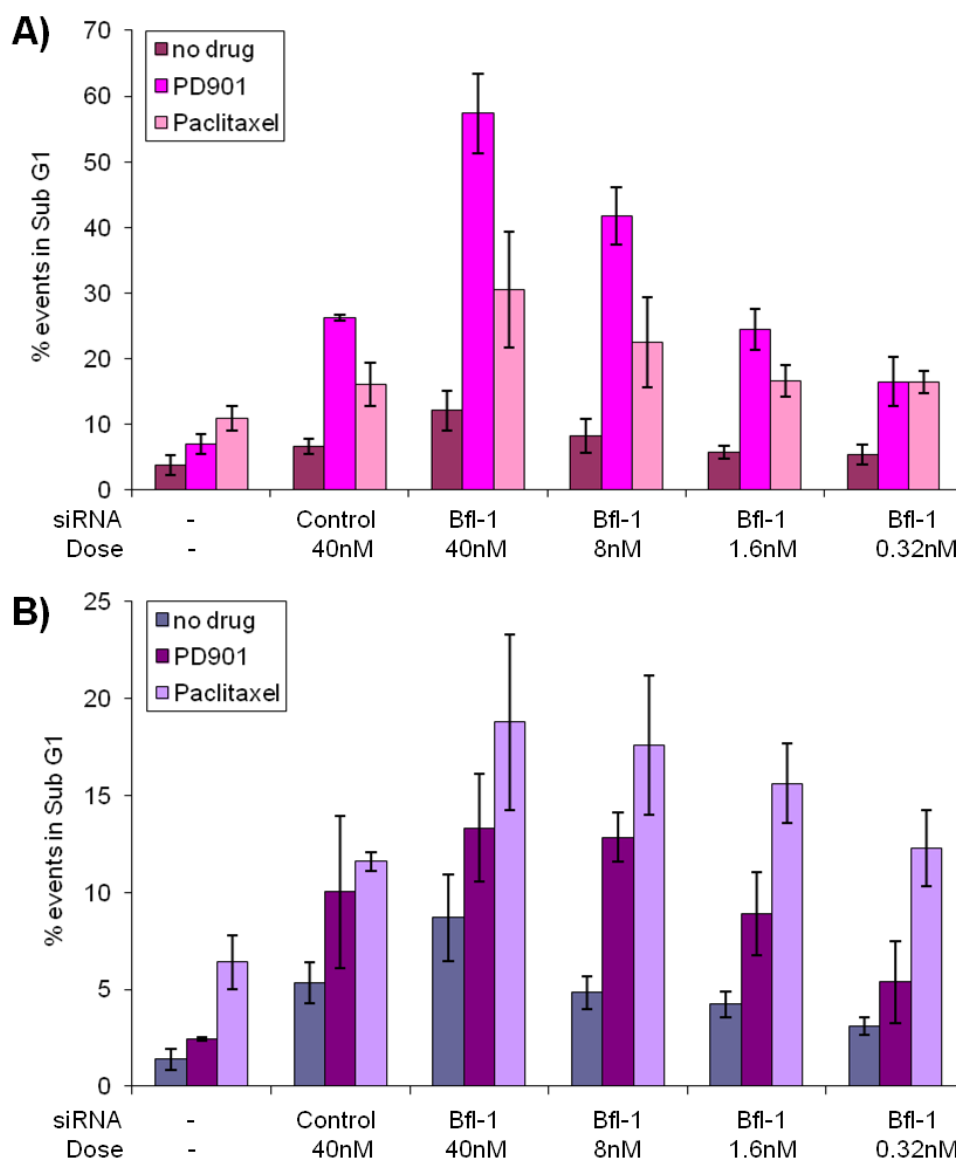 A)
70
60
50
40
30
20
10
0
% events in Sub G1
no drug
PD901
Paclitaxel
siRNA - Control Bfl-1 Bfl-1 Bfl-1 Bfl-1
Dose - 40nM 40nM 8nM 1.6nM 0.32nM
B)
25
20
15
10
5
0
% events in Sub G1
no drug
PD901
Paclitaxel
siRNA - Control Bfl-1 Bfl-1 Bfl-1 Bfl-1
Dose - 40nM 40nM 8nM 1.6nM 0.32nM